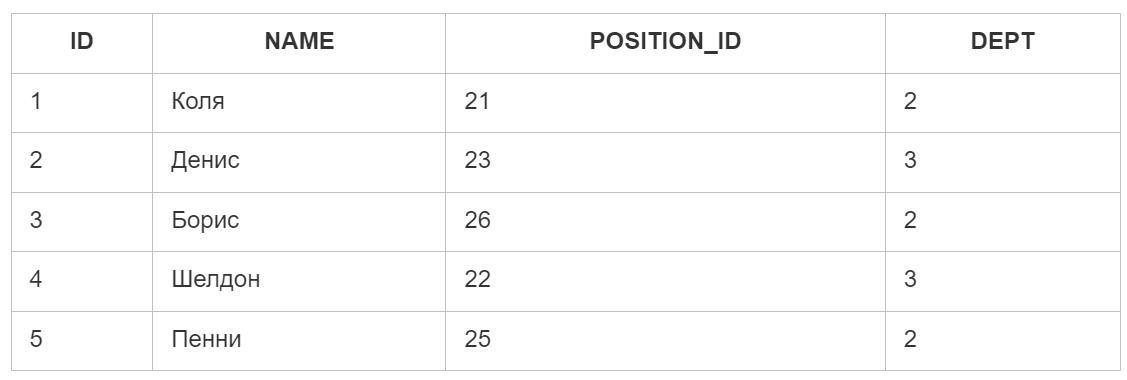 ID NAME POSITION_ID DEPT
1 Коля 21 2
2 Денис 23 3
3 Борис 26 2
4 Шелдон 22 3
5 Пенни 25 2